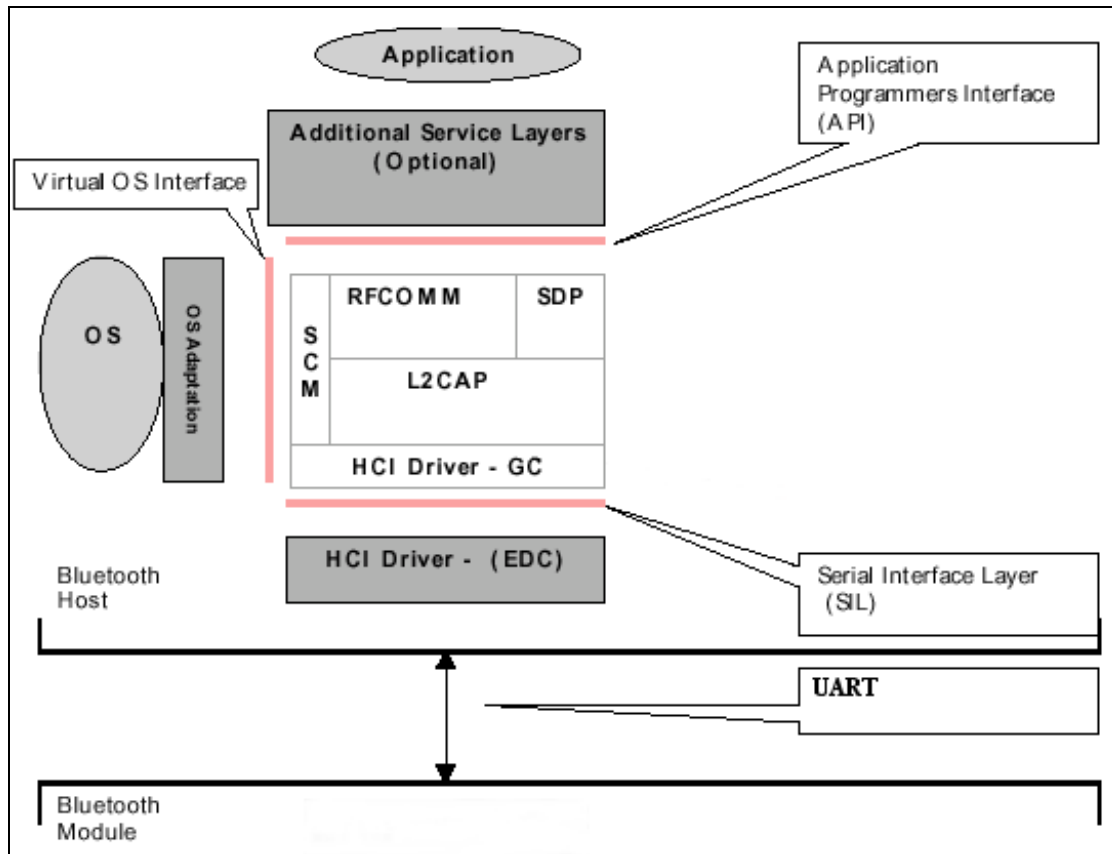 Application
Application
Programmers Interface
(API)
Additional Service Layers
(Optional)
Virtual OS Interface
OS
OS Adaptation
SCM
RFCOMM
SDP
L2CAP
HCI Driver - GC
HCI Driver - (EDC)
Bluetooth
Host
Serial Interface Layer
(SIL)
UART
Bluetooth
Module